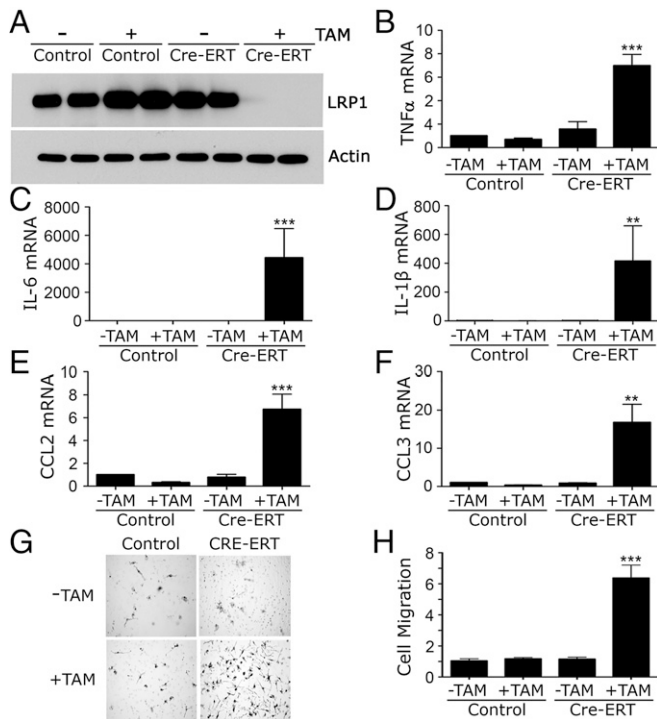 A
- + - + TAM
Control Control Cre-ERT Cre-ERT
LRP1
Actin
B
TNFα mRNA
8
6
4
2
0
***
-TAM +TAM -TAM +TAM
Control Cre-ERT
C
IL-6 mRNA
8000
6000
4000
2000
0
***
-TAM +TAM -TAM +TAM
Control Cre-ERT
D
IL-1β mRNA
800
600
400
200
0
**
-TAM +TAM -TAM +TAM
Control Cre-ERT
E
CCL2 mRNA
8
6
4
2
0
***
-TAM +TAM -TAM +TAM
Control Cre-ERT
F
CCL3 mRNA
30
20
10
0
**
-TAM +TAM -TAM +TAM
Control Cre-ERT
G
Control CRE-ERT
-TAM
+TAM
H
Cell Migration
8
6
4
2
0
***
-TAM +TAM -TAM +TAM
Control Cre-ERT